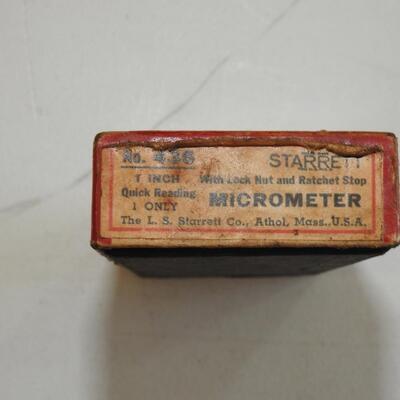 No. 436 STARRETT
1 INCH With Lock Nut and Ratchet Stop
Quick Reading MICROMETER
1 ONLY
The L. S. Starrett Co., Athol, Mass., U.S.A.